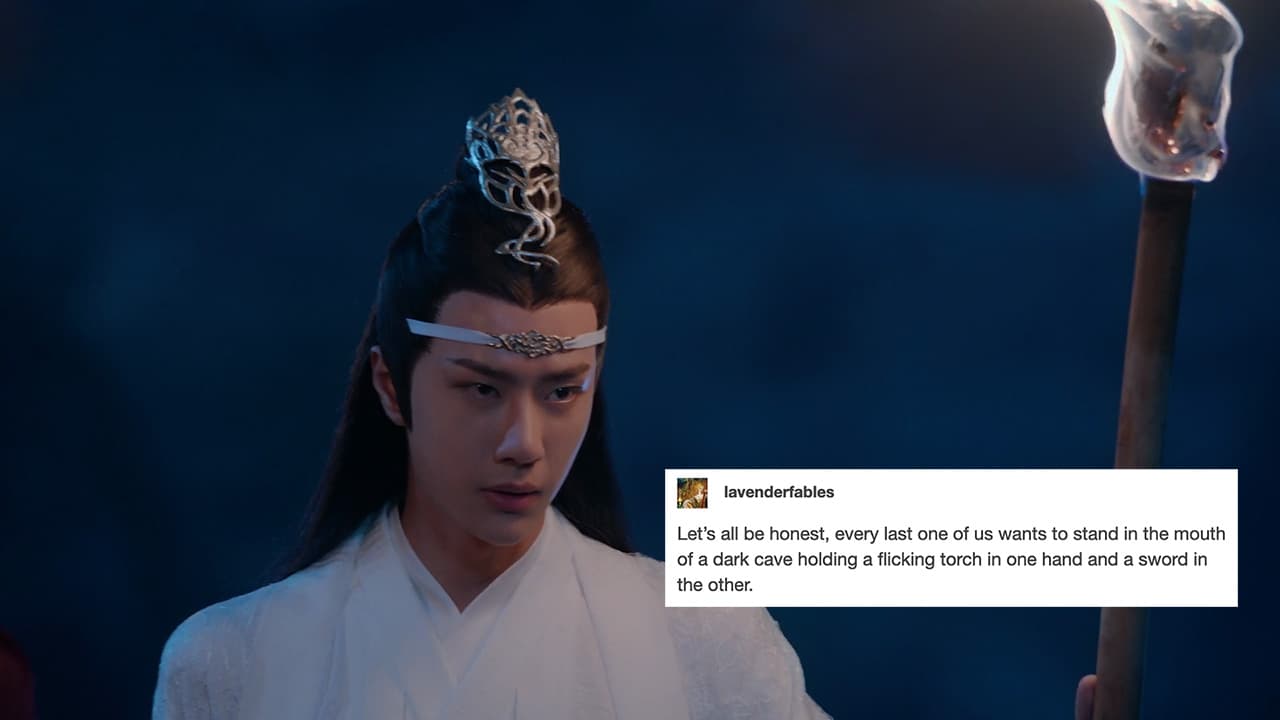 lavenderfables
Let’s all be honest, every last one of us wants to stand in the mouth
of a dark cave holding a flicking torch in one hand and a sword in
the other.